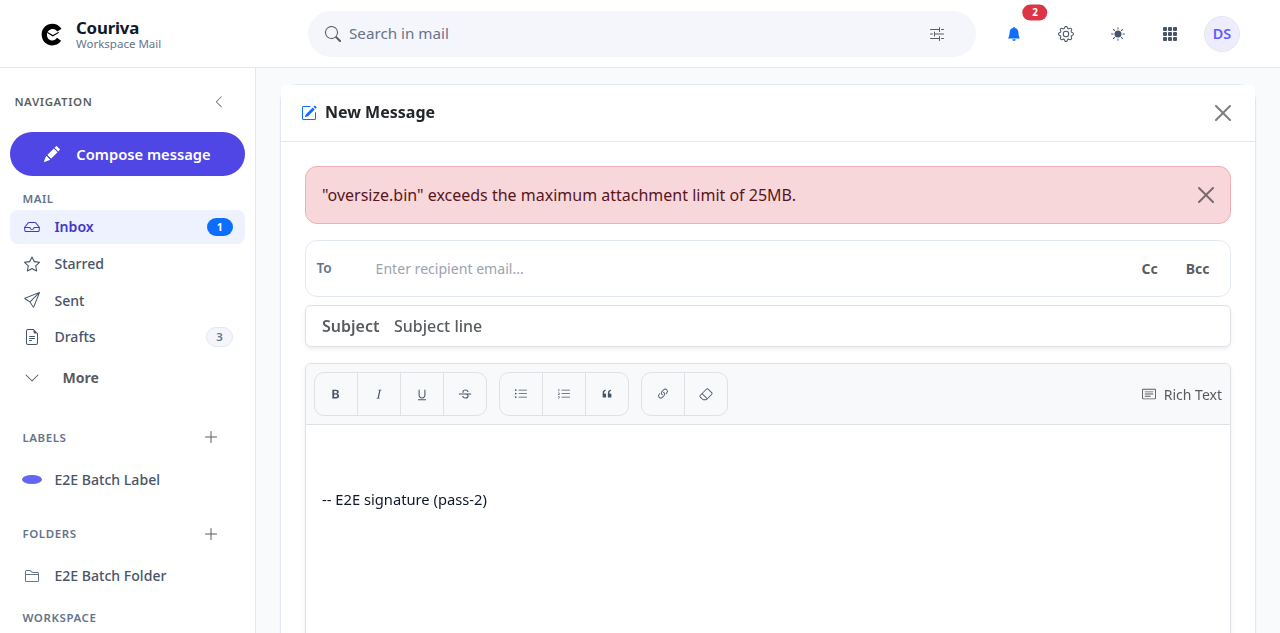 Couriva
Workspace Mail
Search in mail
2
DS
NAVIGATION
Compose message
MAIL
Inbox 1
Starred
Sent
Drafts 3
More
LABELS
E2E Batch Label
FOLDERS
E2E Batch Folder
WORKSPACE
New Message
"oversize.bin" exceeds the maximum attachment limit of 25MB.
To Enter recipient email... Cc Bcc
Subject Subject line
B I U S Rich Text
-- E2E signature (pass-2)